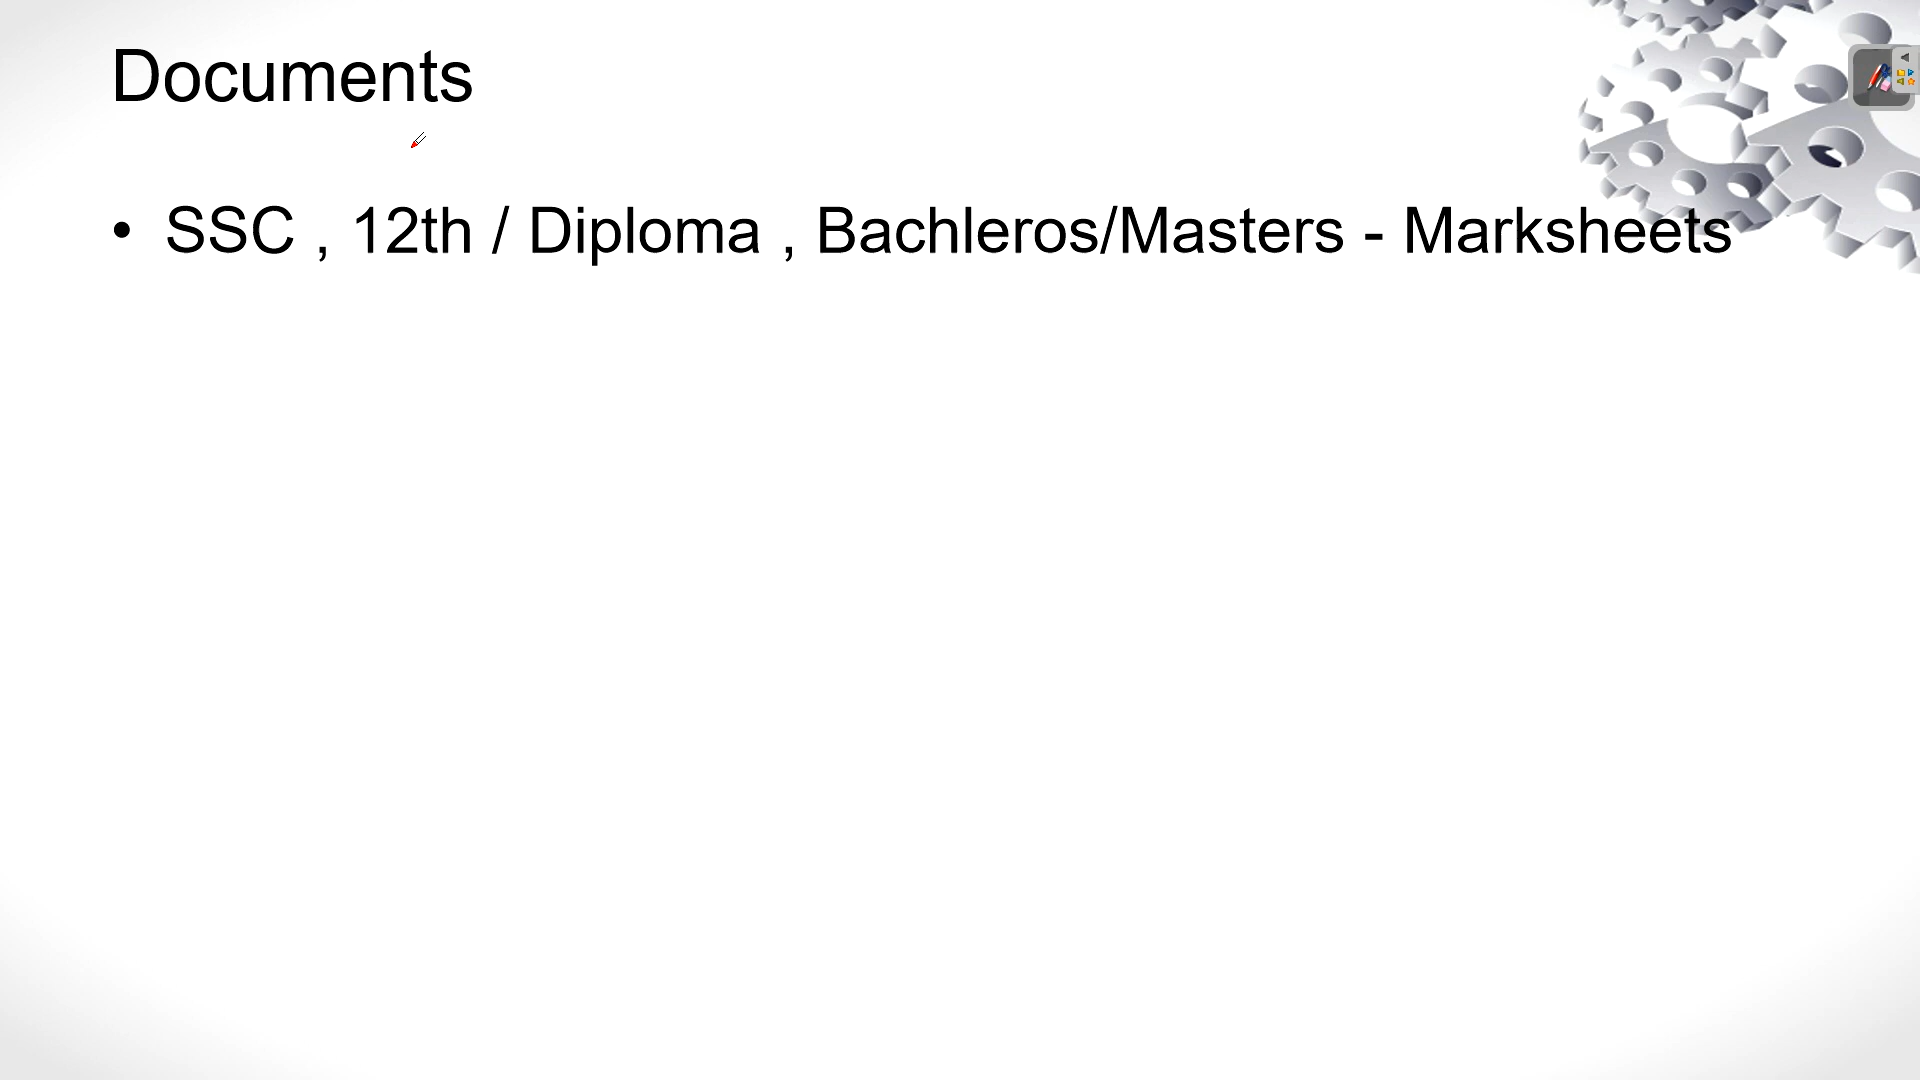 Documents
• SSC , 12th / Diploma , Bachleros/Masters - Marksheets